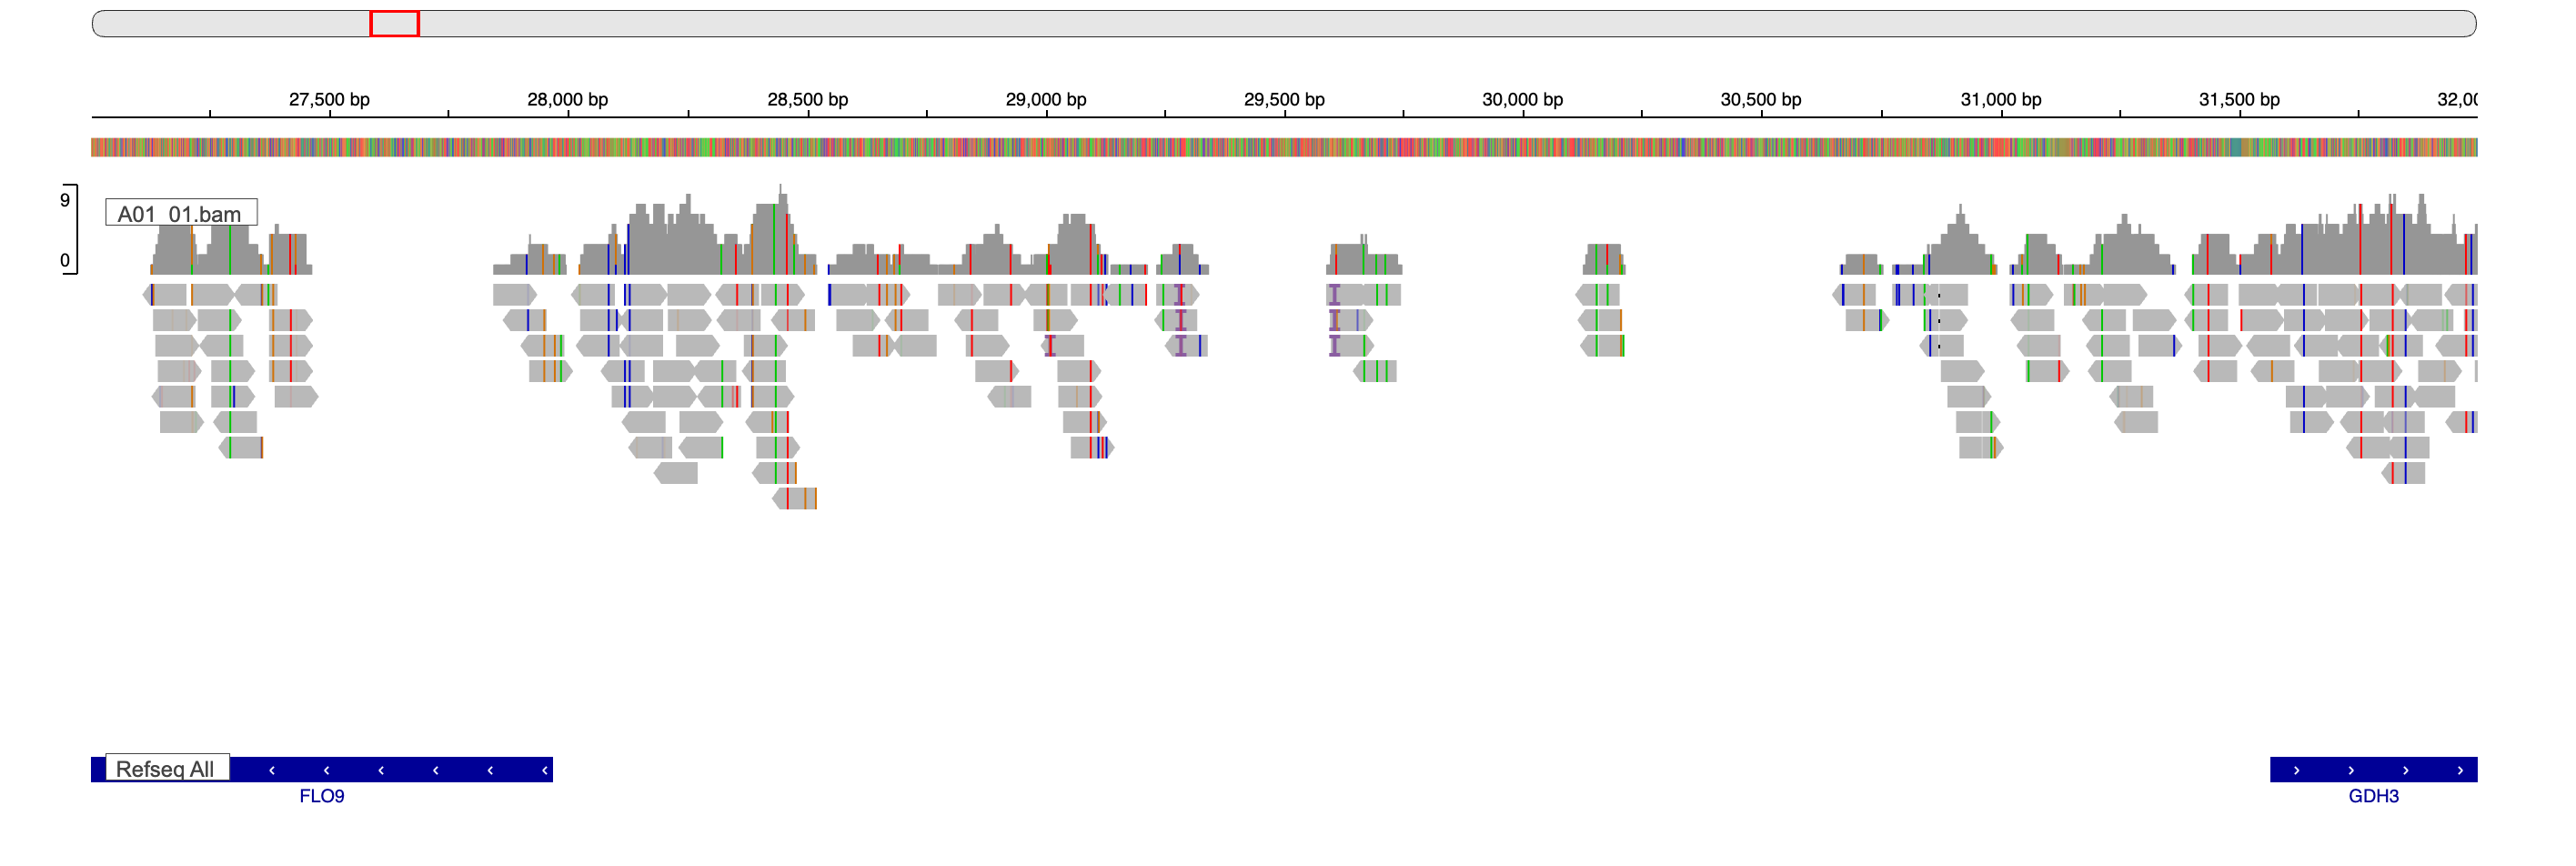 27,500 bp 28,000 bp 28,500 bp 29,000 bp 29,500 bp 30,000 bp 30,500 bp 31,000 bp 31,500 bp 32,0
9
A01_01.bam
0
Refseq All
FLO9 GDH3